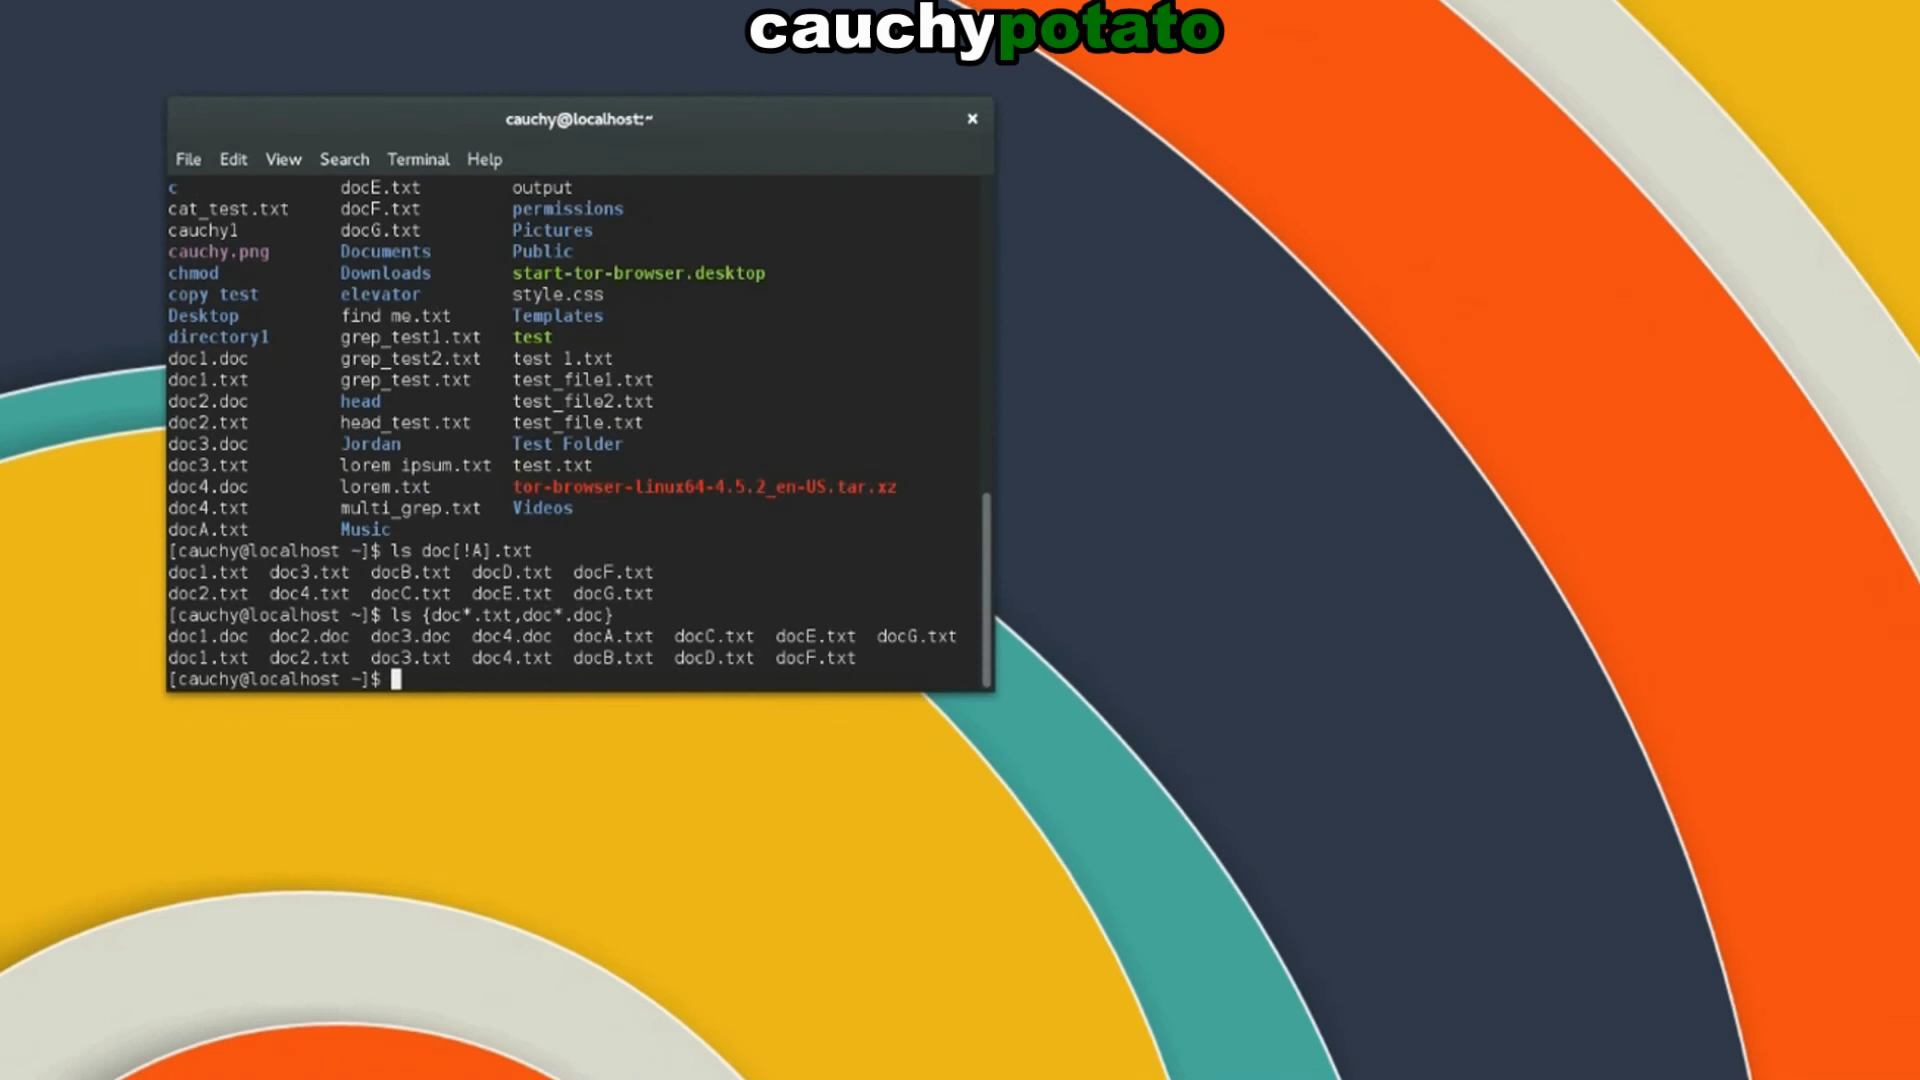 cauchypotato
cauchy@localhost:~
File Edit View Search Terminal Help
c docE.txt output
cat_test.txt docF.txt permissions
cauchy1 docG.txt Pictures
cauchy.png Documents Public
chmod Downloads start-tor-browser.desktop
copy test elevator style.css
Desktop find me.txt Templates
directory1 grep_test1.txt test
doc1.doc grep_test2.txt test 1.txt
doc1.txt grep_test.txt test_file1.txt
doc2.doc head test_file2.txt
doc2.txt head_test.txt test_file.txt
doc3.doc Jordan Test Folder
doc3.txt lorem ipsum.txt test.txt
doc4.doc lorem.txt tor-browser-linux64-4.5.2_en-US.tar.xz
doc4.txt multi_grep.txt Videos
docA.txt Music
[cauchy@localhost ~]$ ls doc[!A].txt
doc1.txt doc3.txt docB.txt docD.txt docF.txt
doc2.txt doc4.txt docC.txt docE.txt docG.txt
[cauchy@localhost ~]$ ls {doc*.txt,doc*.doc}
doc1.doc doc2.doc doc3.doc doc4.doc docA.txt docC.txt docE.txt docG.txt
doc1.txt doc2.txt doc3.txt doc4.txt docB.txt docD.txt docF.txt
[cauchy@localhost ~]$